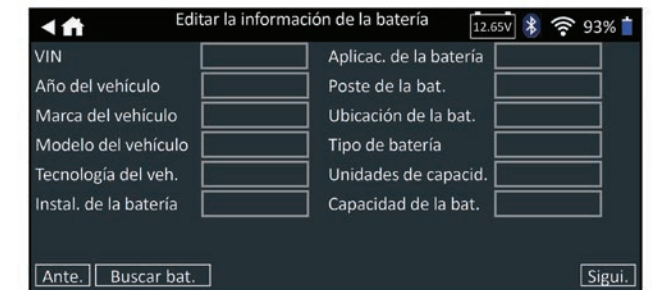 Editar la información de la batería 12.65V 93%
VIN
Año del vehículo
Marca del vehículo
Modelo del vehículo
Tecnología del veh.
Instal. de la batería
Aplicac. de la batería
Poste de la bat.
Ubicación de la bat.
Tipo de batería
Unidades de capacid.
Capacidad de la bat.
Ante. Buscar bat. Sigui.